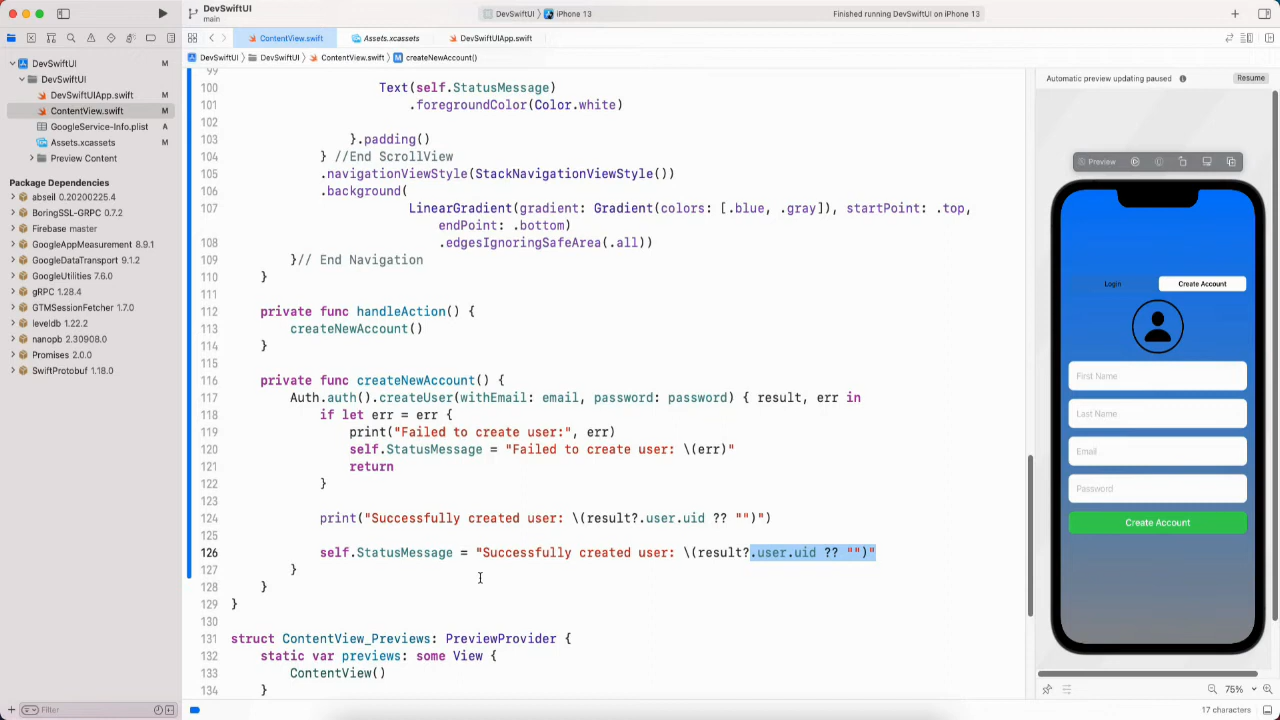 DevSwiftUI
main
DevSwiftUI
iPhone 13
Finished running DevSwiftUI on iPhone 13
ContentView.swift
Assets.xcassets
DevSwiftUIApp.swift
DevSwiftUI
DevSwiftUI
ContentView.swift
M createNewAccount()
DevSwiftUI M
DevSwiftUI
DevSwiftUIApp.swift M
ContentView.swift M
GoogleService-Info.plist A
Assets.xcassets M
Preview Content
Package Dependencies
abseil 0.20200225.4
BoringSSL-GRPC 0.7.2
Firebase master
GoogleAppMeasurement 8.9.1
GoogleDataTransport 9.1.2
GoogleUtilities 7.6.0
gRPC 1.28.4
GTMSessionFetcher 1.7.0
leveldb 1.22.2
nanopb 2.30908.0
Promises 2.0.0
SwiftProtobuf 1.18.0
Filter
99
100 Text(self.StatusMessage)
101 .foregroundColor(Color.white)
102
103 }.padding()
104 } //End ScrollView
105 .navigationViewStyle(StackNavigationViewStyle())
106 .background(
107 LinearGradient(gradient: Gradient(colors: [.blue, .gray]), startPoint: .top,
endPoint: .bottom)
108 .edgesIgnoringSafeArea(.all))
109 }// End Navigation
110 }
111
112 private func handleAction() {
113 createNewAccount()
114 }
115
116 private func createNewAccount() {
117 Auth.auth().createUser(withEmail: email, password: password) { result, err in
118 if let err = err {
119 print("Failed to create user:", err)
120 self.StatusMessage = "Failed to create user: \(err)"
121 return
122 }
123
124 print("Successfully created user: \(result?.user.uid ?? "")")
125
126 self.StatusMessage = "Successfully created user: \(result?.user.uid ?? "")"
127 }
128 }
129 }
130
131 struct ContentView_Previews: PreviewProvider {
132 static var previews: some View {
133 ContentView()
134 }
Automatic preview updating paused
Resume
Preview
Login
Create Account
First Name
Last Name
Email
Password
Create Account
75%
17 characters